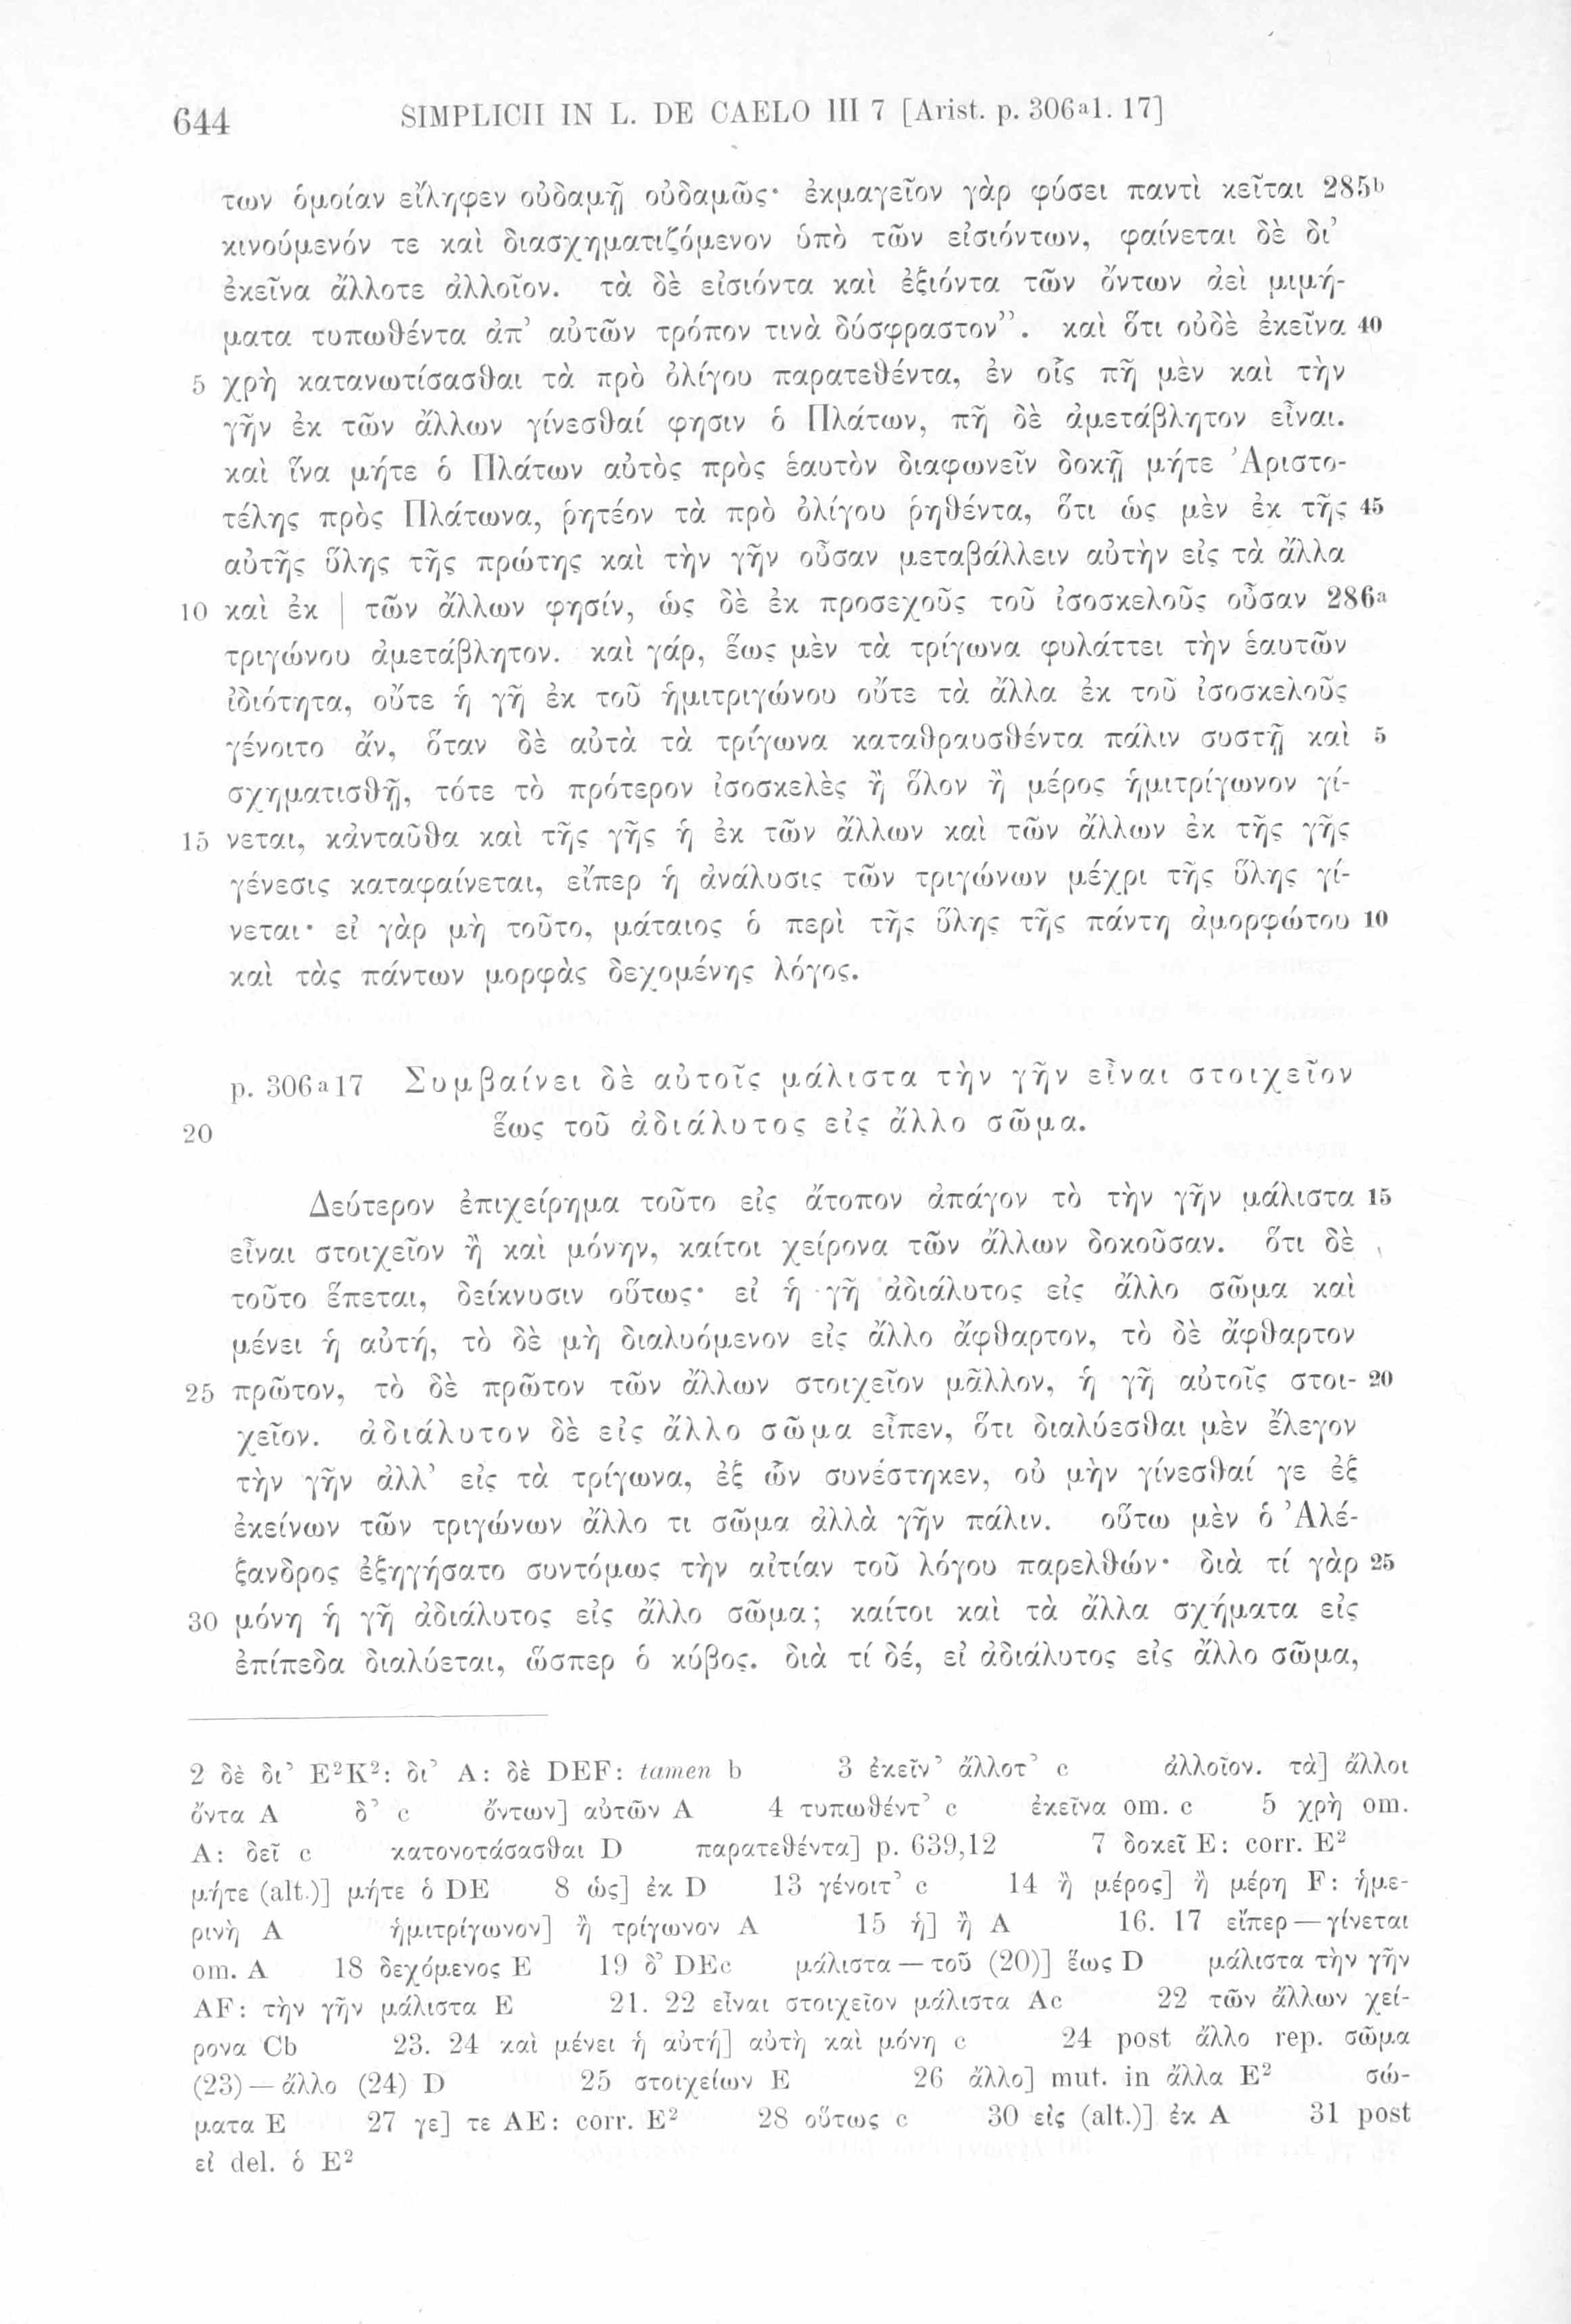 644 SIMPLICII IN L. DE CAELO III 7 [Arist. p. 306a1. 17]
των ὁμοίαν εἴληφεν οὐδαμῇ οὐδαμῶς· ἐκμαγεῖον γὰρ φύσει παντὶ κεῖται 285b
κινούμενόν τε καὶ διασχηματιζόμενον ὑπὸ τῶν εἰσιόντων, φαίνεται δὲ δι’
ἐκεῖνα ἄλλοτε ἀλλοῖον. τὰ δὲ εἰσιόντα καὶ ἐξιόντα τῶν ὄντων ἀεὶ μιμή-
ματα τυπωθέντα ἀπ’ αὐτῶν τρόπον τινὰ δύσφραστον”. καὶ ὅτι οὐδὲ ἐκεῖνα 40
5 χρὴ κατανωτίσασθαι τὰ πρὸ ὀλίγου παρατεθέντα, ἐν οἷς πῆ μὲν καὶ τὴν
γῆν ἐκ τῶν ἄλλων γίνεσθαί φησιν ὁ Πλάτων, πῆ δὲ ἀμετάβλητον εἶναι.
καὶ ἵνα μήτε ὁ Πλάτων αὐτὸς πρὸς ἑαυτὸν διαφωνεῖν δοκῇ μήτε Ἀριστο-
τέλης πρὸς Πλάτωνα, ῥητέον τὰ πρὸ ὀλίγου ῥηθέντα, ὅτι ὡς μὲν ἐκ τῆς 45
αὐτῆς ὕλης τῆς πρώτης καὶ τὴν γῆν οὖσαν μεταβάλλειν αὐτὴν εἰς τὰ ἄλλα
10 καὶ ἐκ | τῶν ἄλλων φησίν, ὡς δὲ ἐκ προσεχοῦς τοῦ ἰσοσκελοῦς οὖσαν 286a
τριγώνου ἀμετάβλητον. καὶ γάρ, ἕως μὲν τὰ τρίγωνα φυλάττει τὴν ἑαυτῶν
ἰδιότητα, οὔτε ἡ γῆ ἐκ τοῦ ἡμιτριγώνου οὔτε τὰ ἄλλα ἐκ τοῦ ἰσοσκελοῦς
γένοιτο ἄν, ὅταν δὲ αὐτὰ τὰ τρίγωνα καταθραυσθέντα πάλιν συστῇ καὶ 5
σχηματισθῇ, τότε τὸ πρότερον ἰσοσκελὲς ἢ ὅλον ἢ μέρος ἡμιτρίγωνον γί-
15 νεται, κἀνταῦθα καὶ τῆς γῆς ἡ ἐκ τῶν ἄλλων καὶ τῶν ἄλλων ἐκ τῆς γῆς
γένεσις καταφαίνεται, εἴπερ ἡ ἀνάλυσις τῶν τριγώνων μέχρι τῆς ὕλης γί-
νεται· εἰ γὰρ μὴ τοῦτο, μάταιος ὁ περὶ τῆς ὕλης τῆς πάντη ἀμορφώτου 10
καὶ τὰς πάντων μορφὰς δεχομένης λόγος.
p. 306a17 Συμβαίνει δὲ αὐτοῖς μάλιστα τὴν γῆν εἶναι στοιχεῖον
20 ἕως τοῦ ἀδιάλυτος εἰς ἄλλο σῶμα.
Δεύτερον ἐπιχείρημα τοῦτο εἰς ἄτοπον ἀπάγον τὸ τὴν γῆν μάλιστα 15
εἶναι στοιχεῖον ἢ καὶ μόνην, καίτοι χείρονα τῶν ἄλλων δοκοῦσαν. ὅτι δὲ
τοῦτο ἕπεται, δείκνυσιν οὕτως· εἰ ἡ γῆ ἀδιάλυτος εἰς ἄλλο σῶμα καὶ
μένει ἡ αὐτή, τὸ δὲ μὴ διαλυόμενον εἰς ἄλλο ἄφθαρτον, τὸ δὲ ἄφθαρτον
25 πρῶτον, τὸ δὲ πρῶτον τῶν ἄλλων στοιχεῖον μᾶλλον, ἡ γῆ αὐτοῖς στοι- 20
χεῖον. ἀδιάλυτον δὲ εἰς ἄλλο σῶμα εἶπεν, ὅτι διαλύεσθαι μὲν ἔλεγον
τὴν γῆν ἀλλ’ εἰς τὰ τρίγωνα, ἐξ ὧν συνέστηκεν, οὐ μὴν γίνεσθαί γε ἐξ
ἐκείνων τῶν τριγώνων ἄλλο τι σῶμα ἀλλὰ γῆν πάλιν. οὕτω μὲν ὁ Ἀλέ-
ξανδρος ἐξηγήσατο συντόμως τὴν αἰτίαν τοῦ λόγου παρελθών· διὰ τί γὰρ 25
30 μόνη ἡ γῆ ἀδιάλυτος εἰς ἄλλο σῶμα; καίτοι καὶ τὰ ἄλλα σχήματα εἰς
ἐπίπεδα διαλύεται, ὥσπερ ὁ κύβος. διὰ τί δέ, εἰ ἀδιάλυτος εἰς ἄλλο σῶμα,
2 δὲ δι’ E²K²: δι’ A: δὲ DEF: tamen b 3 ἐκεῖν’ ἄλλοτ’ c ἀλλοῖον. τὰ] ἄλλοι
ὄντα A δ’ c ὄντων] αὐτῶν A 4 τυπωθέντ’ c ἐκεῖνα om. c 5 χρὴ om.
A: δεῖ c κατονοτάσασθαι D παρατεθέντα] p. 639,12 7 δοκεῖ E: corr. E²
μήτε (alt.)] μήτε ὁ DE 8 ὡς] ἐκ D 13 γένοιτ’ c 14 ἢ μέρος] ἢ μέρη F: ἡμε-
ρινὴ A ἡμιτρίγωνον] ἢ τρίγωνον A 15 ἡ] ἢ A 16. 17 εἴπερ — γίνεται
om. A 18 δεχόμενος E 19 δ’ DEc μάλιστα — τοῦ (20)] ἕως D μάλιστα τὴν γῆν
AF: τὴν γῆν μάλιστα E 21. 22 εἶναι στοιχεῖον μάλιστα Ac 22 τῶν ἄλλων χεί-
ρονα Cb 23. 24 καὶ μένει ἡ αὐτή] αὐτὴ καὶ μόνη c 24 post ἄλλο rep. σῶμα
(23) — ἄλλο (24) D 25 στοιχείων E 26 ἄλλο] mut. in ἄλλα E² σώ-
ματα E 27 γε] τε AE: corr. E² 28 οὕτως c 30 εἰς (alt.)] ἐκ A 31 post
εἰ del. ὁ E²